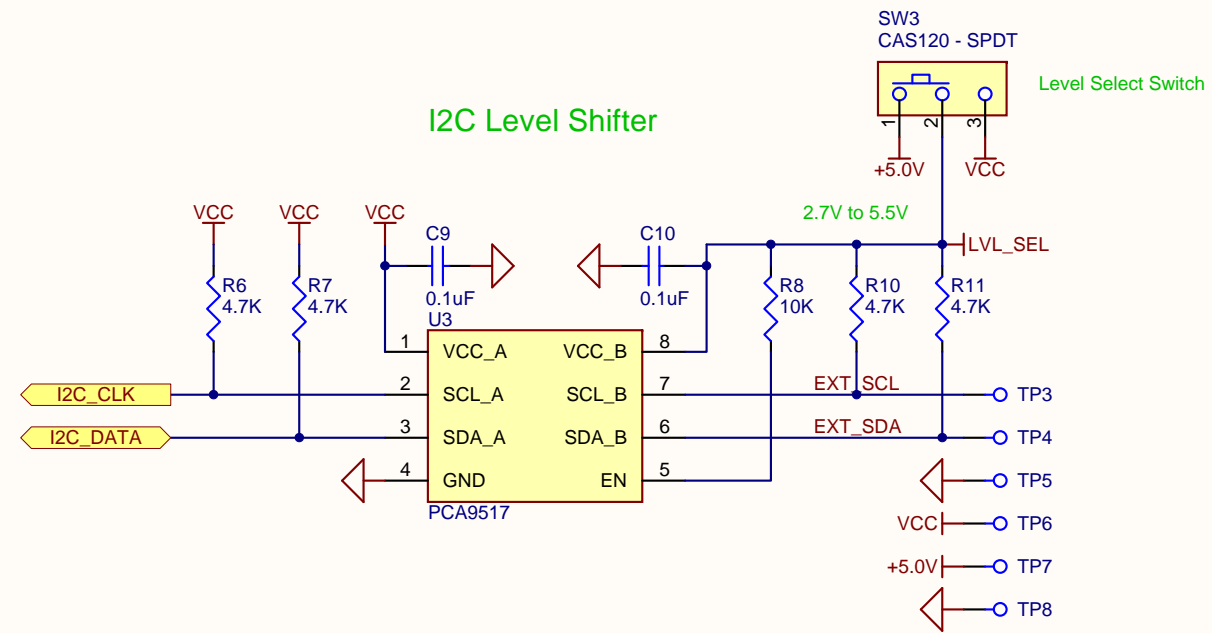 SW3
CAS120 - SPDT
Level Select Switch
I2C Level Shifter
1
2
3
+5.0V
VCC
VCC
VCC
VCC
2.7V to 5.5V
C9
0.1uF
C10
0.1uF
LVL_SEL
R6
4.7K
R7
4.7K
R8
10K
R10
4.7K
R11
4.7K
U3
1
VCC_A
VCC_B
8
I2C_CLK
2
SCL_A
SCL_B
7
EXT_SCL
TP3
I2C_DATA
3
SDA_A
SDA_B
6
EXT_SDA
TP4
4
GND
EN
5
TP5
PCA9517
VCC
TP6
+5.0V
TP7
TP8